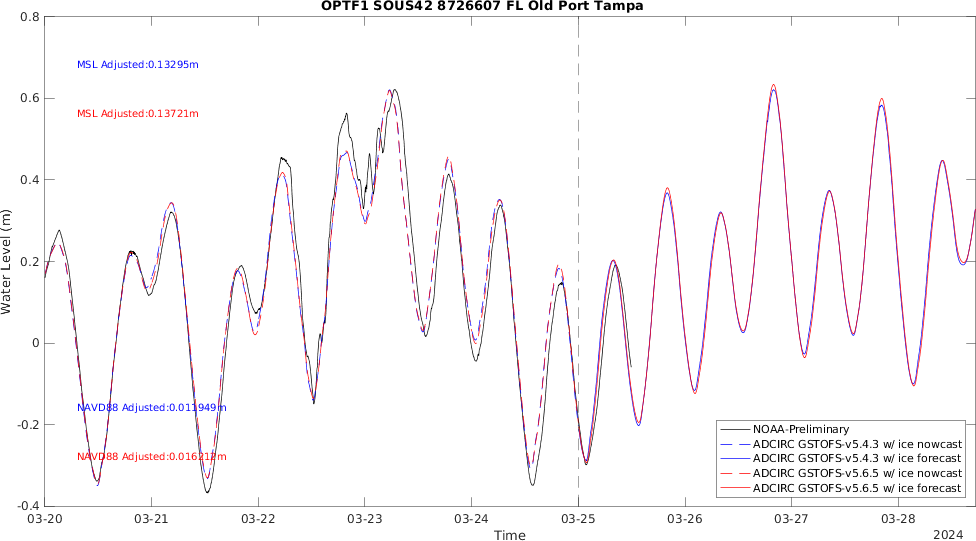 OPTF1 SOUS42 8726607 FL Old Port Tampa
0.8
MSL Adjusted:0.13295m
0.6
MSL Adjusted:0.13721m
0.4
0.2
Water Level (m)
0
NAVD88 Adjusted:0.011949m
-0.2
NAVD88 Adjusted:0.016212m
NOAA-Preliminary
ADCIRC GSTOFS-v5.4.3 w/ ice nowcast
ADCIRC GSTOFS-v5.4.3 w/ ice forecast
ADCIRC GSTOFS-v5.6.5 w/ ice nowcast
ADCIRC GSTOFS-v5.6.5 w/ ice forecast
-0.4
03-20 03-21 03-22 03-23 03-24 03-25 03-26 03-27 03-28
Time
2024